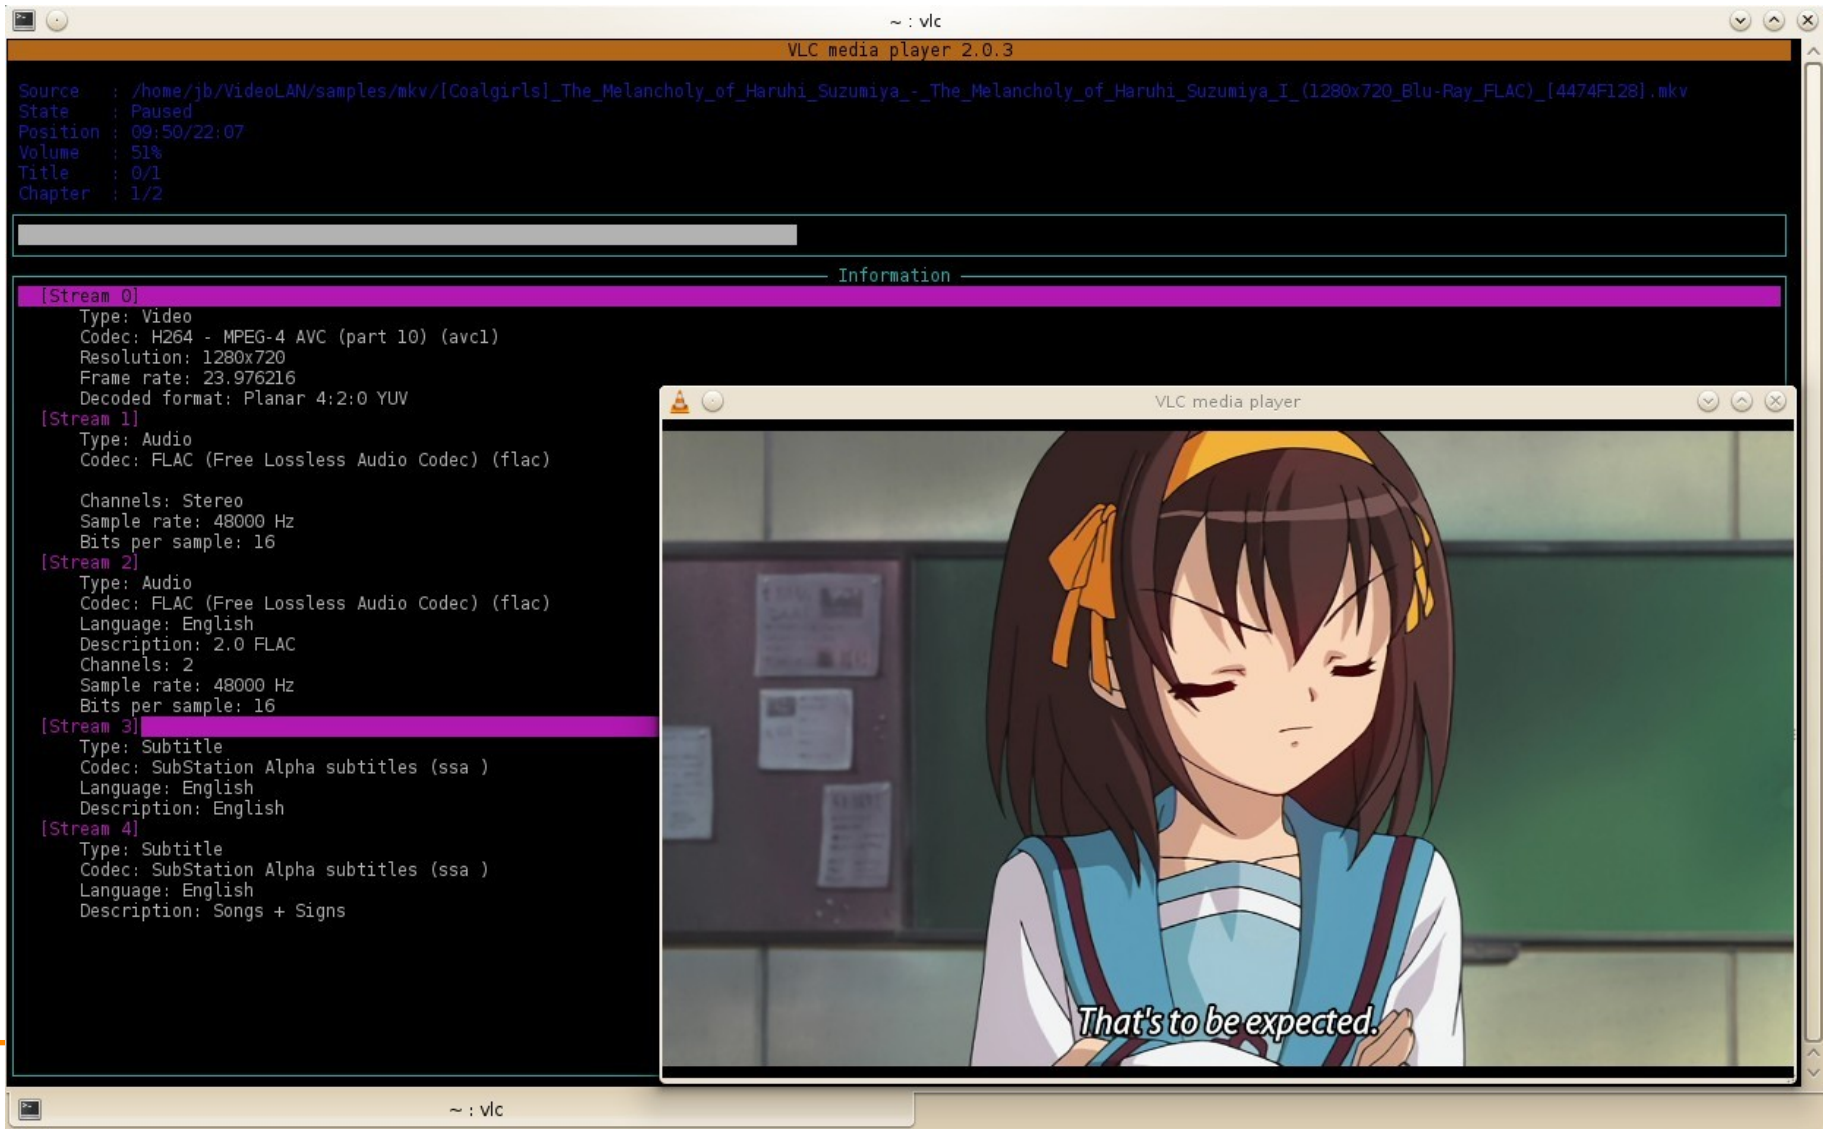 ~ : vlc
VLC media player 2.0.3
Source   : /home/jb/VideoLAN/samples/mkv/[Coalgirls]_The_Melancholy_of_Haruhi_Suzumiya_-_The_Melancholy_of_Haruhi_Suzumiya_I_(1280x720_Blu-Ray_FLAC)_[4474F128].mkv
State    : Paused
Position : 09:50/22:07
Volume   : 51%
Title    : 0/1
Chapter  : 1/2
Information
[Stream 0]
Type: Video
Codec: H264 - MPEG-4 AVC (part 10) (avc1)
Resolution: 1280x720
Frame rate: 23.976216
Decoded format: Planar 4:2:0 YUV
[Stream 1]
Type: Audio
Codec: FLAC (Free Lossless Audio Codec) (flac)
Channels: Stereo
Sample rate: 48000 Hz
Bits per sample: 16
[Stream 2]
Type: Audio
Codec: FLAC (Free Lossless Audio Codec) (flac)
Language: English
Description: 2.0 FLAC
Channels: 2
Sample rate: 48000 Hz
Bits per sample: 16
[Stream 3]
Type: Subtitle
Codec: SubStation Alpha subtitles (ssa )
Language: English
Description: English
[Stream 4]
Type: Subtitle
Codec: SubStation Alpha subtitles (ssa )
Language: English
Description: Songs + Signs
VLC media player
That's to be expected.
~ : vlc